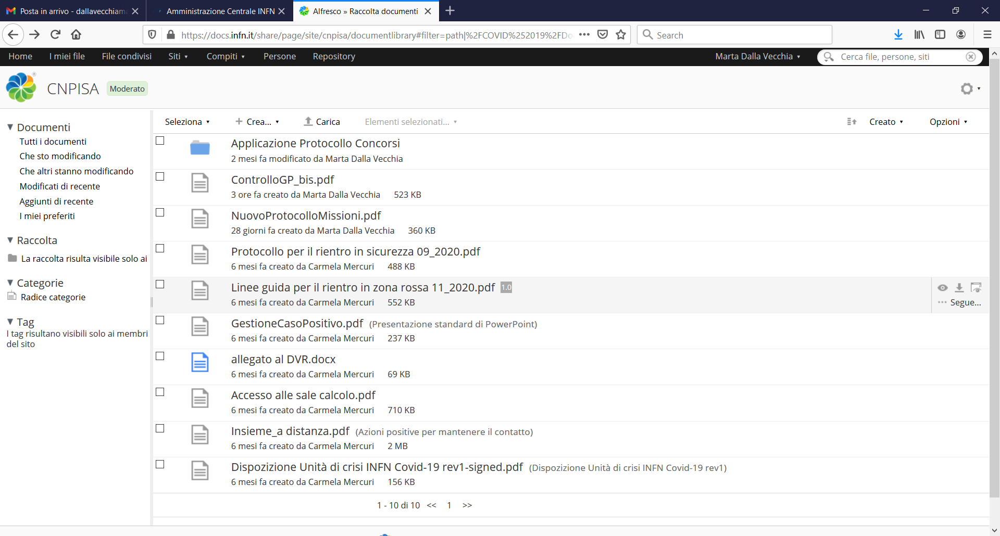 Posta in arrivo - dallavecchiama
Amministrazione Centrale INFN
Alfresco » Raccolta documenti
https://docs.infn.it/share/page/site/cnpisa/documentlibrary#filter=path|%2FCOVID%252019%2FDo
Search
Home I miei file File condivisi Siti Compiti Persone Repository Marta Dalla Vecchia Cerca file, persone, siti
CNPISA Moderato
Seleziona Crea... Carica Elementi selezionati... Creato Opzioni
Documenti
Tutti i documenti
Che sto modificando
Che altri stanno modificando
Modificati di recente
Aggiunti di recente
I miei preferiti
Raccolta
La raccolta risulta visibile solo ai
Categorie
Radice categorie
Tag
I tag risultano visibili solo ai membri
del sito
Applicazione Protocollo Concorsi
2 mesi fa modificato da Marta Dalla Vecchia
ControlloGP_bis.pdf
3 ore fa creato da Marta Dalla Vecchia 523 KB
NuovoProtocolloMissioni.pdf
28 giorni fa creato da Marta Dalla Vecchia 360 KB
Protocollo per il rientro in sicurezza 09_2020.pdf
6 mesi fa creato da Carmela Mercuri 488 KB
Linee guida per il rientro in zona rossa 11_2020.pdf 1.0
6 mesi fa creato da Carmela Mercuri 552 KB
Segue...
GestioneCasoPositivo.pdf (Presentazione standard di PowerPoint)
6 mesi fa creato da Carmela Mercuri 237 KB
allegato al DVR.docx
6 mesi fa creato da Carmela Mercuri 69 KB
Accesso alle sale calcolo.pdf
6 mesi fa creato da Carmela Mercuri 710 KB
Insieme_a distanza.pdf (Azioni positive per mantenere il contatto)
6 mesi fa creato da Carmela Mercuri 2 MB
Dispozizione Unità di crisi INFN Covid-19 rev1-signed.pdf (Dispozizione Unità di crisi INFN Covid-19 rev1)
6 mesi fa creato da Carmela Mercuri 156 KB
1 - 10 di 10 << 1 >>